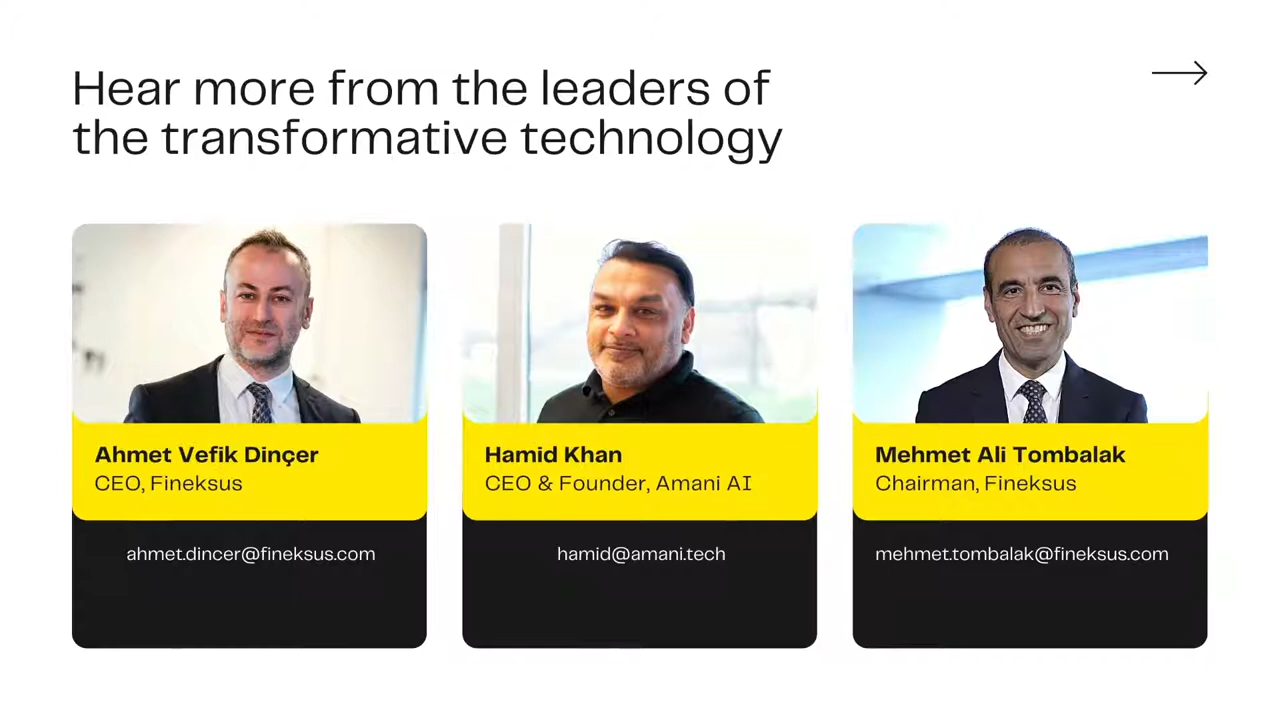 Hear more from the leaders of
the transformative technology
Ahmet Vefik Dinçer
CEO, Fineksus
ahmet.dincer@fineksus.com
Hamid Khan
CEO & Founder, Amani AI
hamid@amani.tech
Mehmet Ali Tombalak
Chairman, Fineksus
mehmet.tombalak@fineksus.com